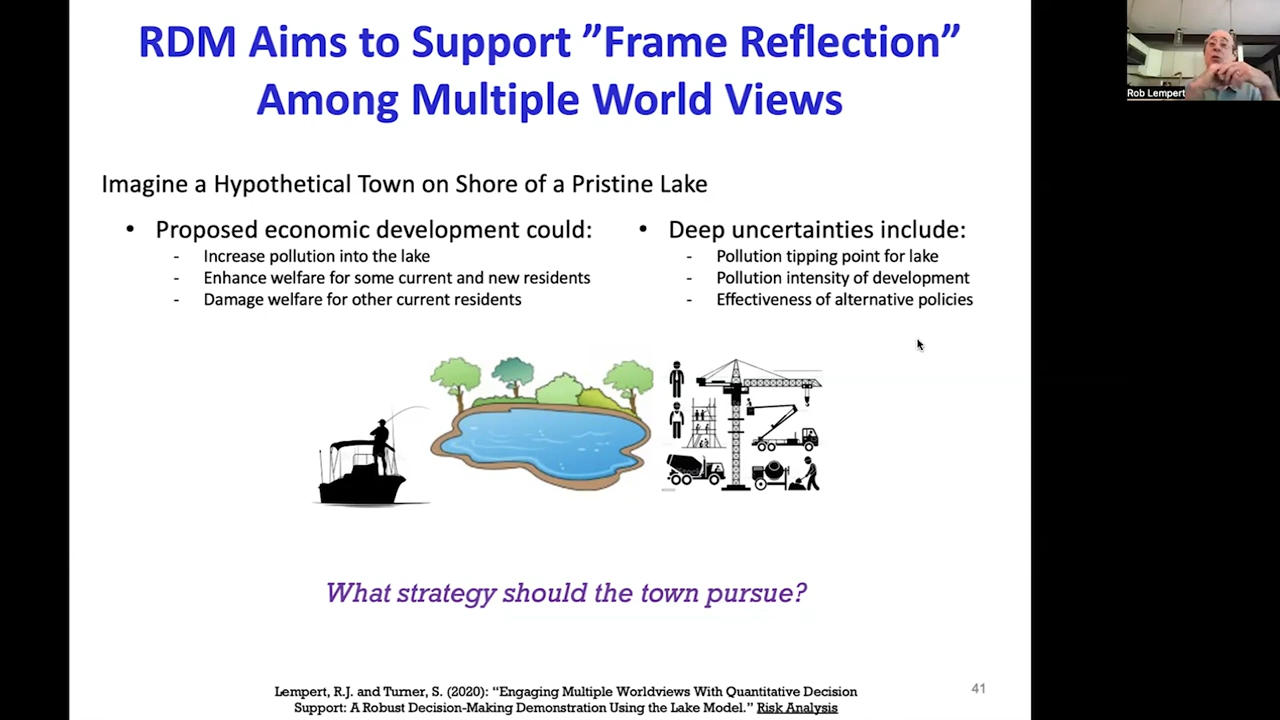 RDM Aims to Support ”Frame Reflection”
Among Multiple World Views
Rob Lempert
Imagine a Hypothetical Town on Shore of a Pristine Lake
• Proposed economic development could:
- Increase pollution into the lake
- Enhance welfare for some current and new residents
- Damage welfare for other current residents
• Deep uncertainties include:
- Pollution tipping point for lake
- Pollution intensity of development
- Effectiveness of alternative policies
What strategy should the town pursue?
Lempert, R.J. and Turner, S. (2020): “Engaging Multiple Worldviews With Quantitative Decision
Support: A Robust Decision-Making Demonstration Using the Lake Model.” Risk Analysis
41